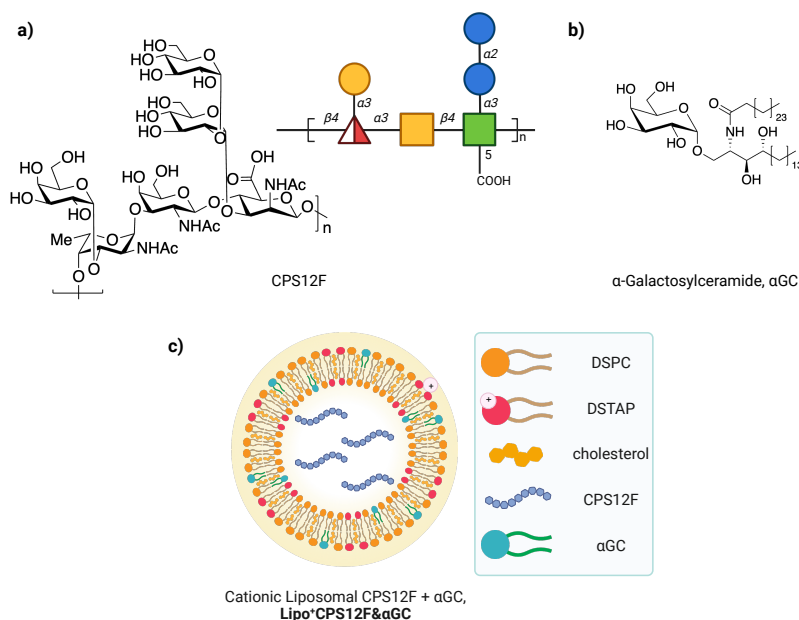 a)
b)
HO
HO
HO
OH
O
HO
HO
HO
HO
O
O
OH
HO
HO
HO
O
HO
O
Me
O
O
NHAc
HO
OH
O
O
NHAc
O
OH
O
O
O
NHAc
O
n
α2
α3
β4
α3
β4
α3
5
COOH
n
OH
OH
O
HO
HO
O
O
NH
OH
OH
23
13
CPS12F
α-Galactosylceramide, αGC
c)
+
DSPC
+
DSTAP
cholesterol
CPS12F
αGC
Cationic Liposomal CPS12F + αGC,
Lipo⁺CPS12F&αGC